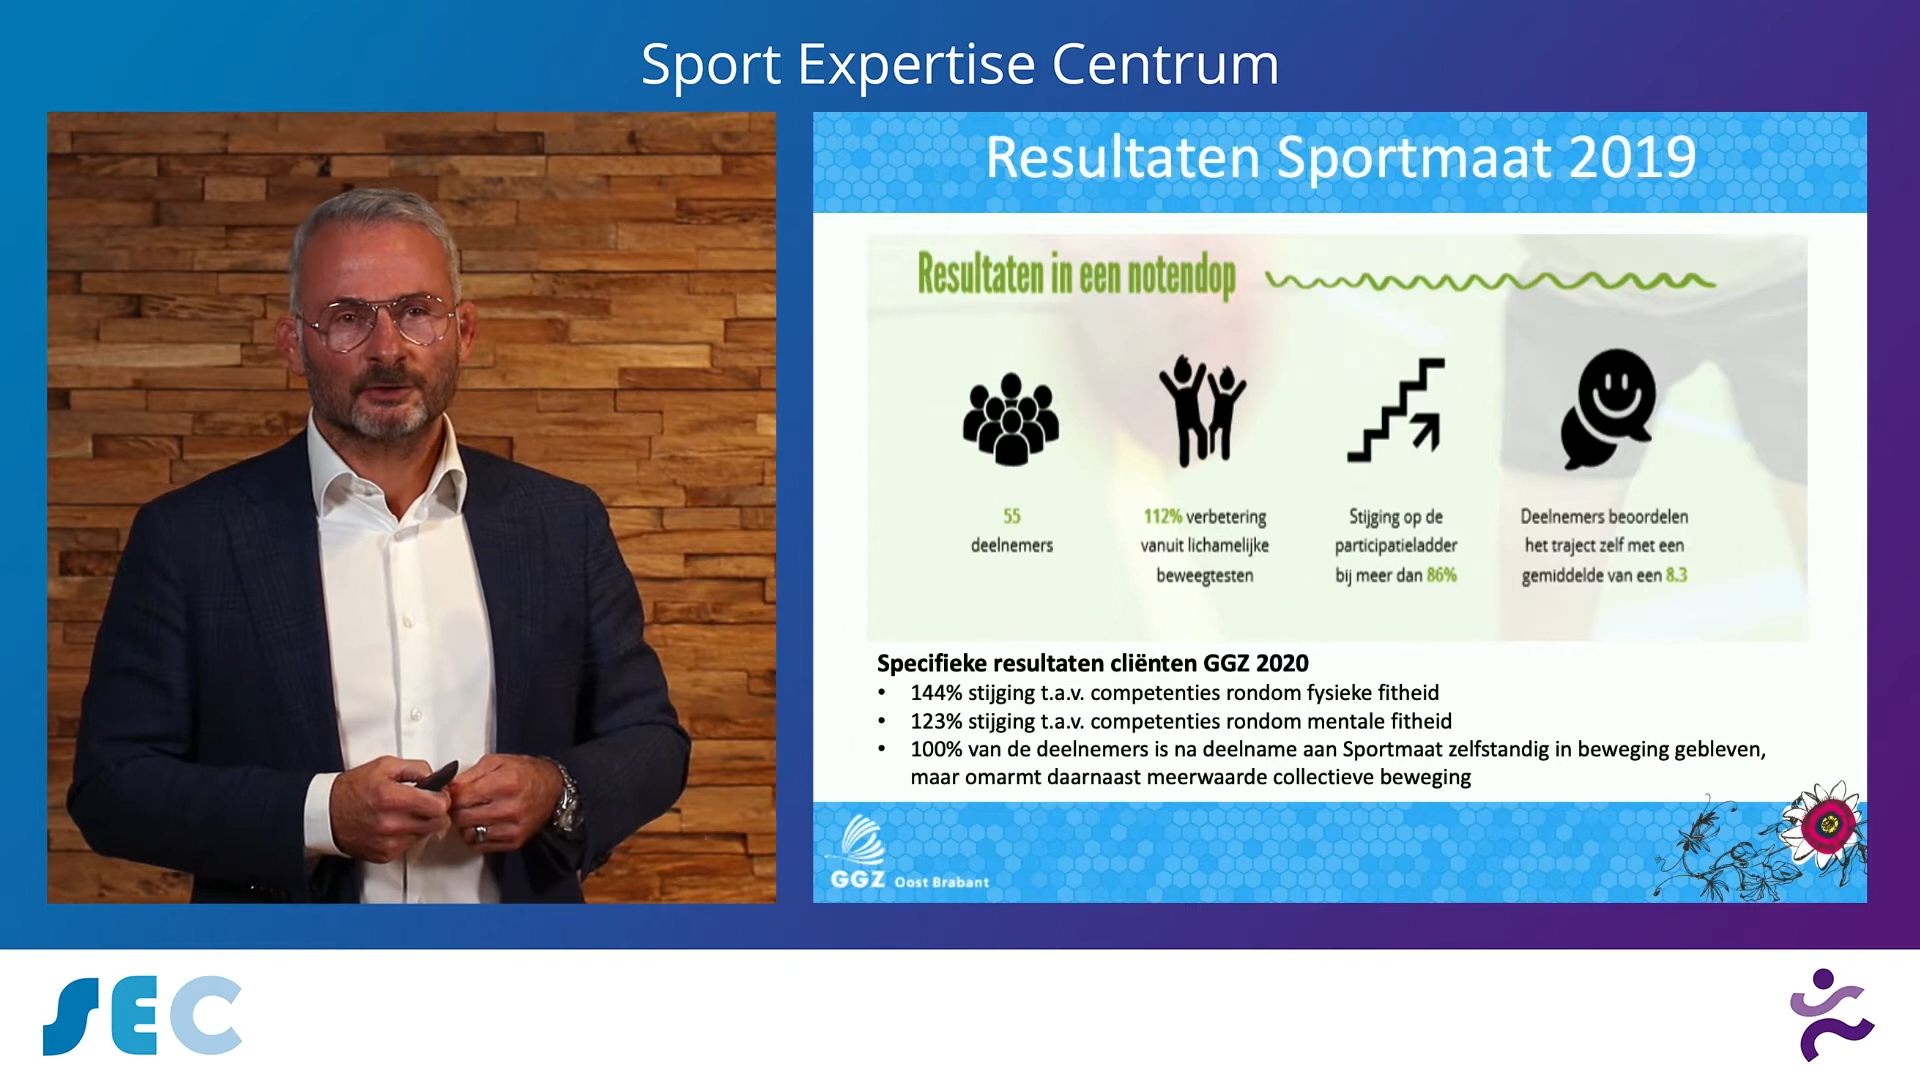 Sport Expertise Centrum
Resultaten Sportmaat 2019
Resultaten in een notendop
55
deelnemers
112% verbetering
vanuit lichamelijke
beweegtesten
Stijging op de
participatieladder
bij meer dan 86%
Deelnemers beoordelen
het traject zelf met een
gemiddelde van een 8.3
Specifieke resultaten cliënten GGZ 2020
• 144% stijging t.a.v. competenties rondom fysieke fitheid
• 123% stijging t.a.v. competenties rondom mentale fitheid
• 100% van de deelnemers is na deelname aan Sportmaat zelfstandig in beweging gebleven,
maar omarmt daarnaast meerwaarde collectieve beweging
GGZ Oost Brabant
SEC